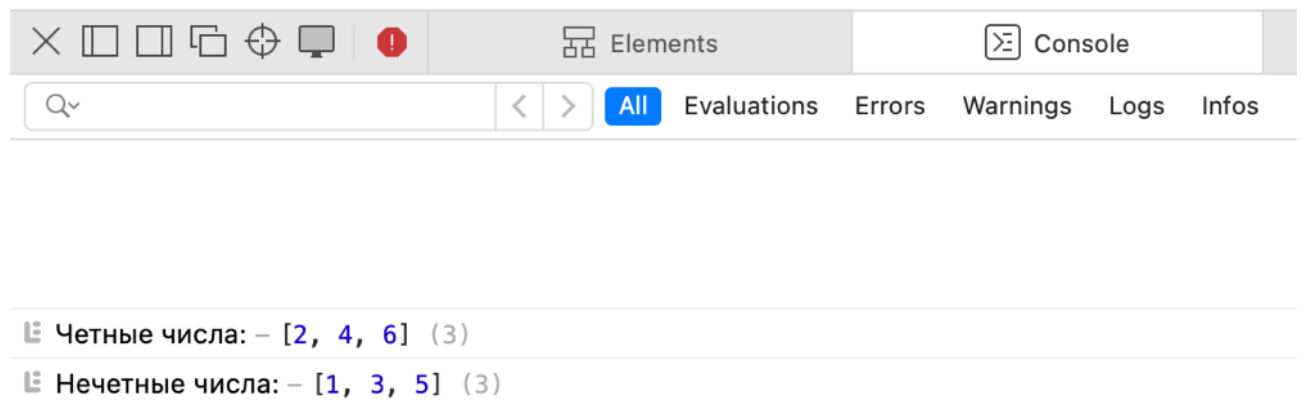 Elements Console
All Evaluations Errors Warnings Logs Infos
Четные числа: – [2, 4, 6] (3)
Нечетные числа: – [1, 3, 5] (3)